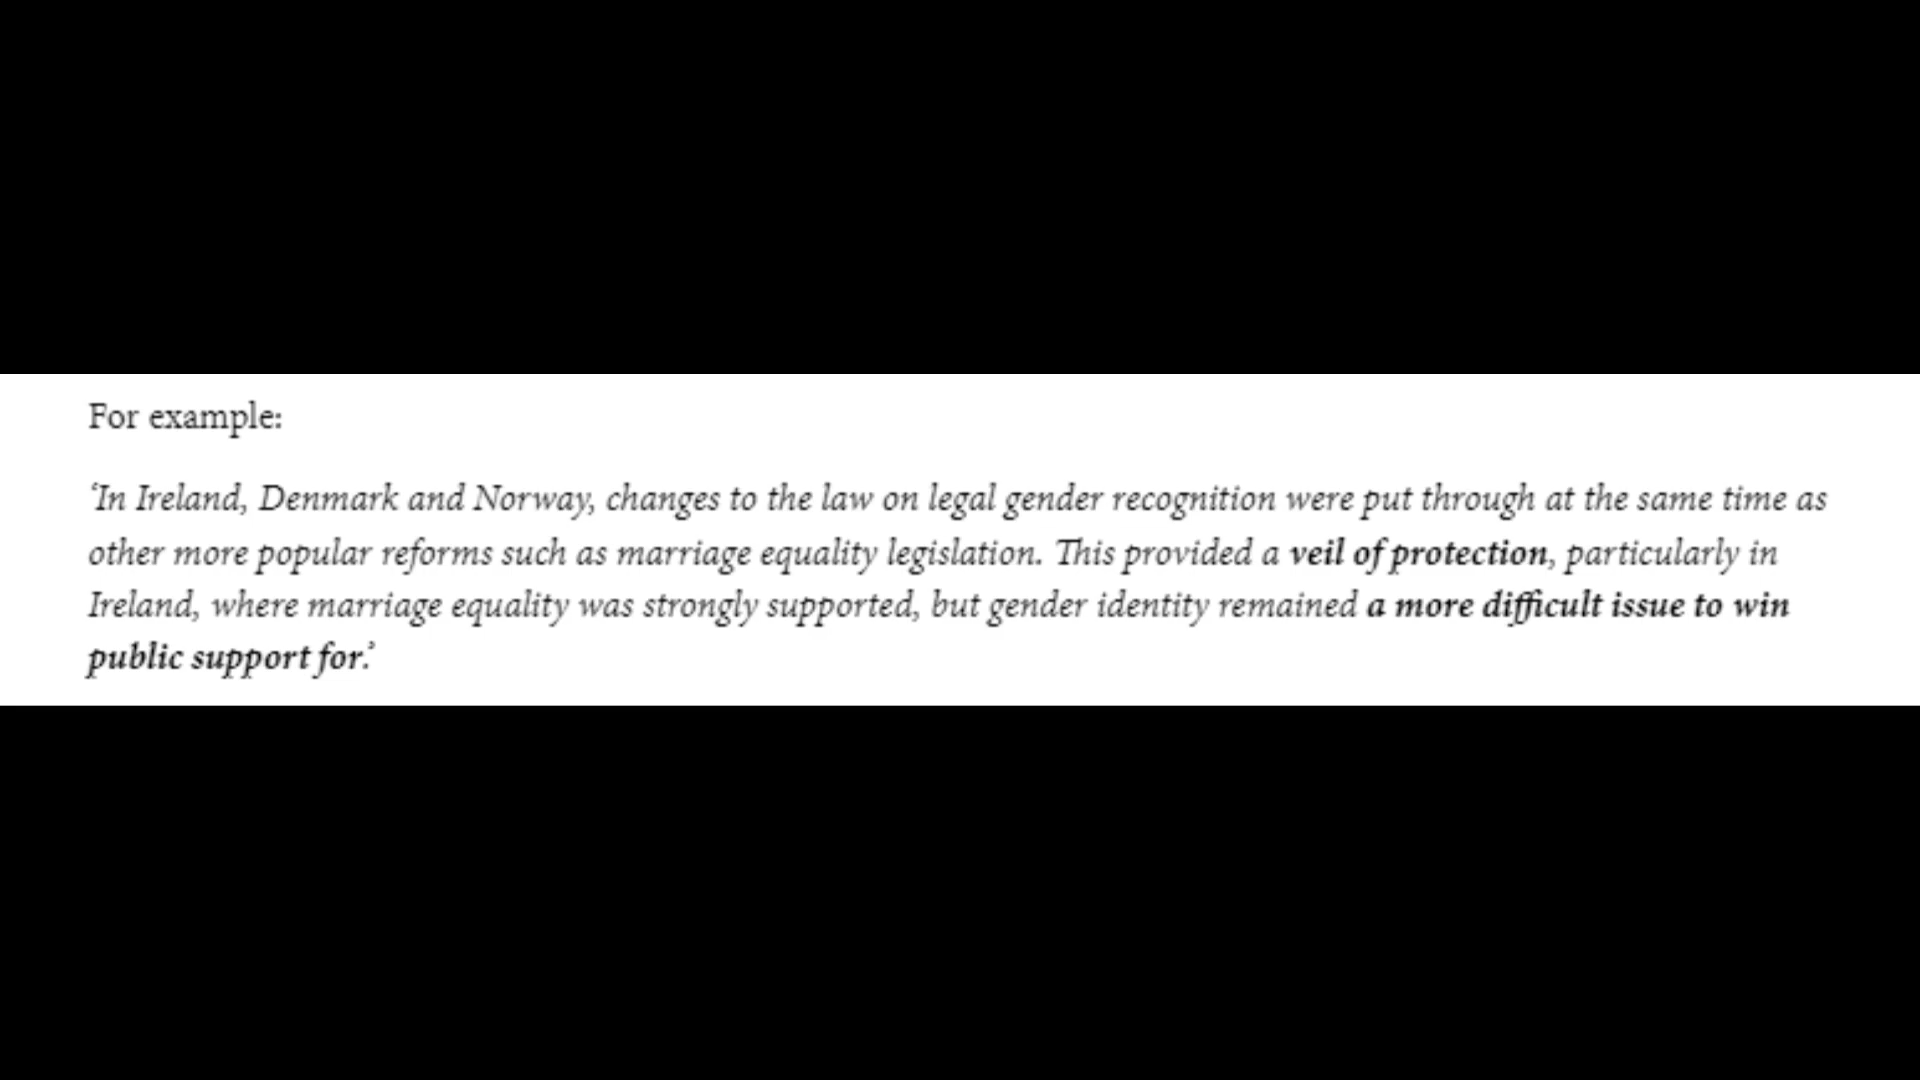 For example:
‘In Ireland, Denmark and Norway, changes to the law on legal gender recognition were put through at the same time as
other more popular reforms such as marriage equality legislation. This provided a veil of protection, particularly in
Ireland, where marriage equality was strongly supported, but gender identity remained a more difficult issue to win
public support for.’